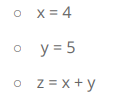 ○ x = 4
○ y = 5
○ z = x + y